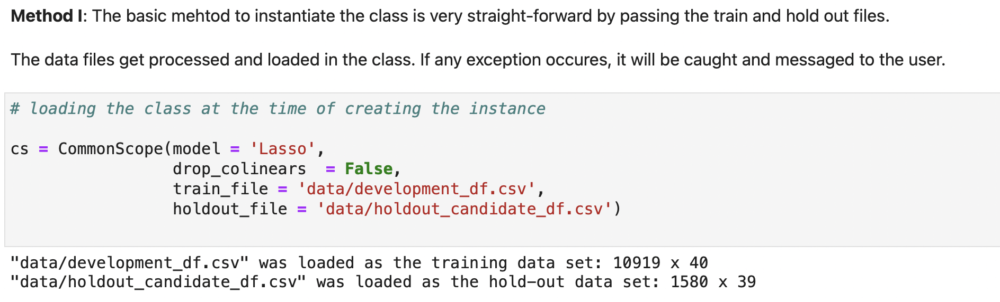 Method I: The basic mehtod to instantiate the class is very straight-forward by passing the train and hold out files.
The data files get processed and loaded in the class. If any exception occures, it will be caught and messaged to the user.
# loading the class at the time of creating the instance
cs = CommonScope(model = 'Lasso',
                 drop_colinears  = False,
                 train_file = 'data/development_df.csv',
                 holdout_file = 'data/holdout_candidate_df.csv')
"data/development_df.csv" was loaded as the training data set: 10919 x 40
"data/holdout_candidate_df.csv" was loaded as the hold-out data set: 1580 x 39